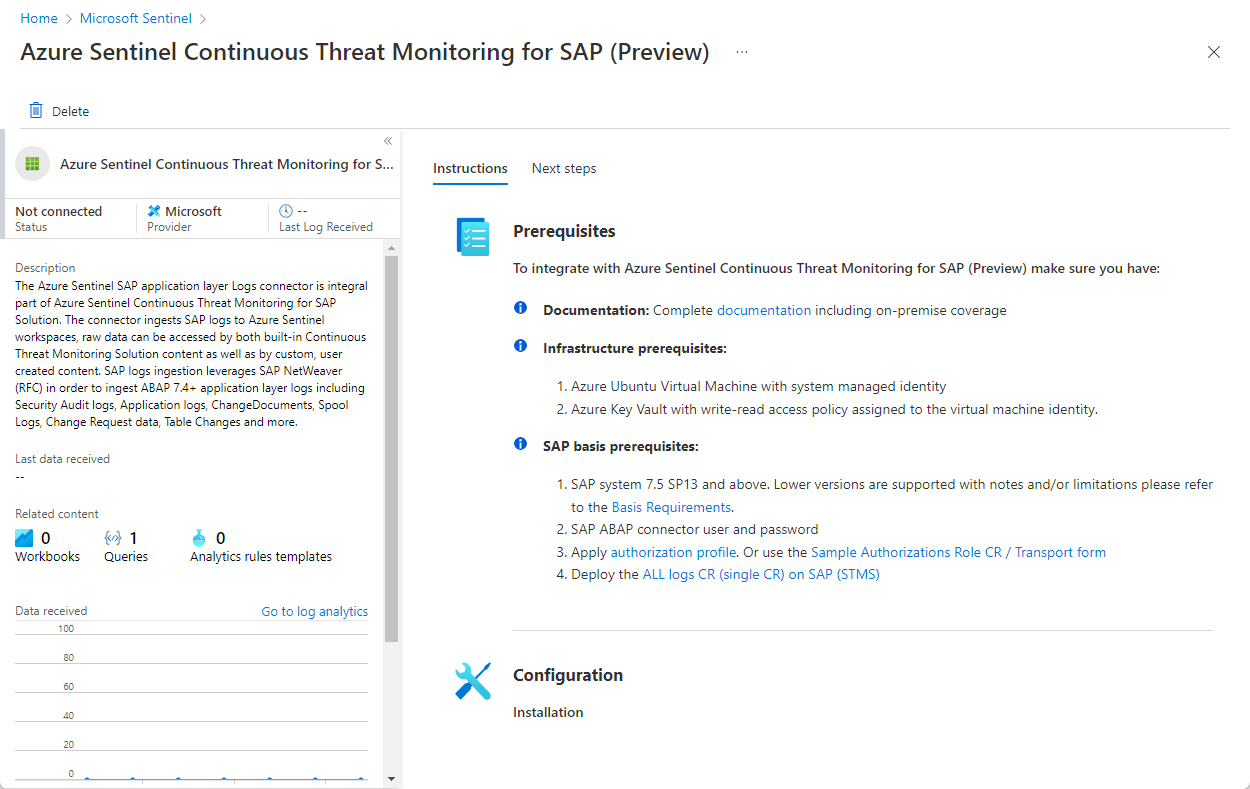 Home > Microsoft Sentinel >
Azure Sentinel Continuous Threat Monitoring for SAP (Preview) ...
Delete
Azure Sentinel Continuous Threat Monitoring for S...
Not connected
Status
Microsoft
Provider
--
Last Log Received
Description
The Azure Sentinel SAP application layer Logs connector is integral
part of Azure Sentinel Continuous Threat Monitoring for SAP
Solution. The connector ingests SAP logs to Azure Sentinel
workspaces, raw data can be accessed by both built-in Continuous
Threat Monitoring Solution content as well as by custom, user
created content. SAP logs ingestion leverages SAP NetWeaver
(RFC) in order to ingest ABAP 7.4+ application layer logs including
Security Audit logs, Application logs, ChangeDocuments, Spool
Logs, Change Request data, Table Changes and more.
Last data received
--
Related content
0
Workbooks
1
Queries
0
Analytics rules templates
Data received
Go to log analytics
100
80
60
40
20
0
Instructions
Next steps
Prerequisites
To integrate with Azure Sentinel Continuous Threat Monitoring for SAP (Preview) make sure you have:
Documentation: Complete documentation including on-premise coverage
Infrastructure prerequisites:
1. Azure Ubuntu Virtual Machine with system managed identity
2. Azure Key Vault with write-read access policy assigned to the virtual machine identity.
SAP basis prerequisites:
1. SAP system 7.5 SP13 and above. Lower versions are supported with notes and/or limitations please refer
to the Basis Requirements.
2. SAP ABAP connector user and password
3. Apply authorization profile. Or use the Sample Authorizations Role CR / Transport form
4. Deploy the ALL logs CR (single CR) on SAP (STMS)
Configuration
Installation